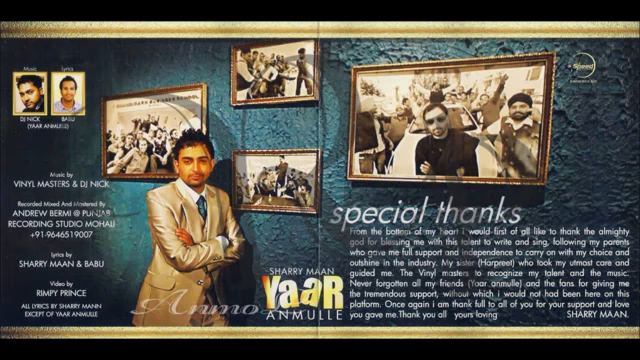 Music
Lyrics
DJ NICK
(YAAR ANMULLE)
BABU
Music by
VINYL MASTERS & DJ NICK
Recorded Mixed And Mastered By
ANDREW BERMI @ PUNJAB
RECORDING STUDIO MOHALI
+91-9646519007
Lyrics by
SHARRY MAAN & BABU
Video by
RIMPY PRINCE
ALL LYRICS BY SHARRY MANN
EXCEPT OF YAAR ANMULLE
SHARRY MAAN
YaaR
ANMULLE
Speed
special thanks
From the bottom of my heart i would first of all like to thank the almighty
god for blessing me with this talent to write and sing, following my parents
who gave me full support and independence to carry on with my choice and
outshine in the industry. My sister (Harpreet) who took my utmast care and
guided me. The Vinyl masters to recognize my talent and the music.
Never forgotten all my friends (Yaar anmulle) and the fans for giving me
the tremendous support, without which i would not had been here on this
platform. Once again i am thank full to all of you for your support and love
you gave me.Thank you all yours loving SHARRY MAAN.